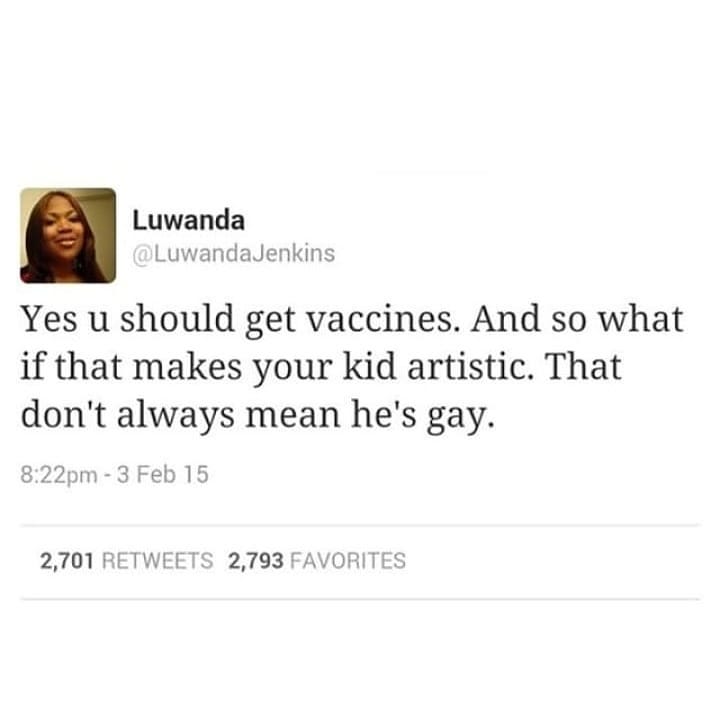 Luwanda
@LuwandaJenkins
Yes u should get vaccines. And so what
if that makes your kid artistic. That
don't always mean he's gay.
8:22pm - 3 Feb 15
2,701 RETWEETS 2,793 FAVORITES